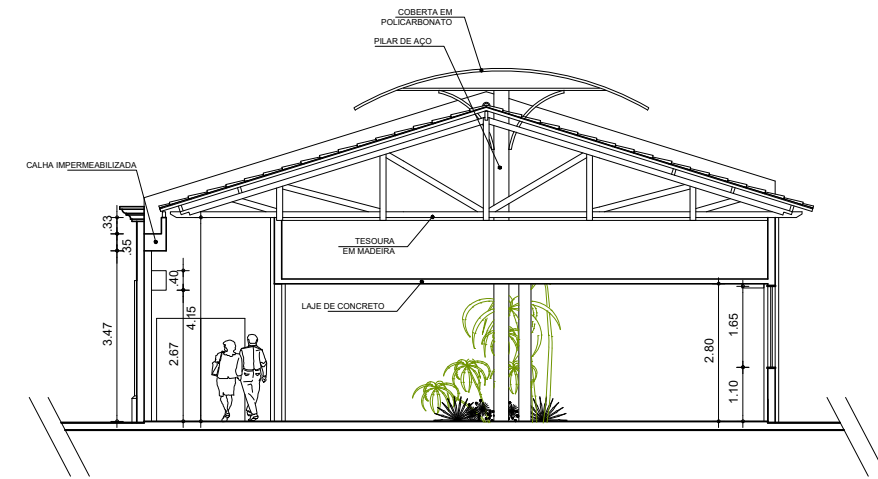 COBERTA EM
POLICARBONATO
PILAR DE AÇO
CALHA IMPERMEABILIZADA
TESOURA
EM MADEIRA
LAJE DE CONCRETO
.33
.35
.40
3.47
2.67
4.15
2.80
1.65
1.10